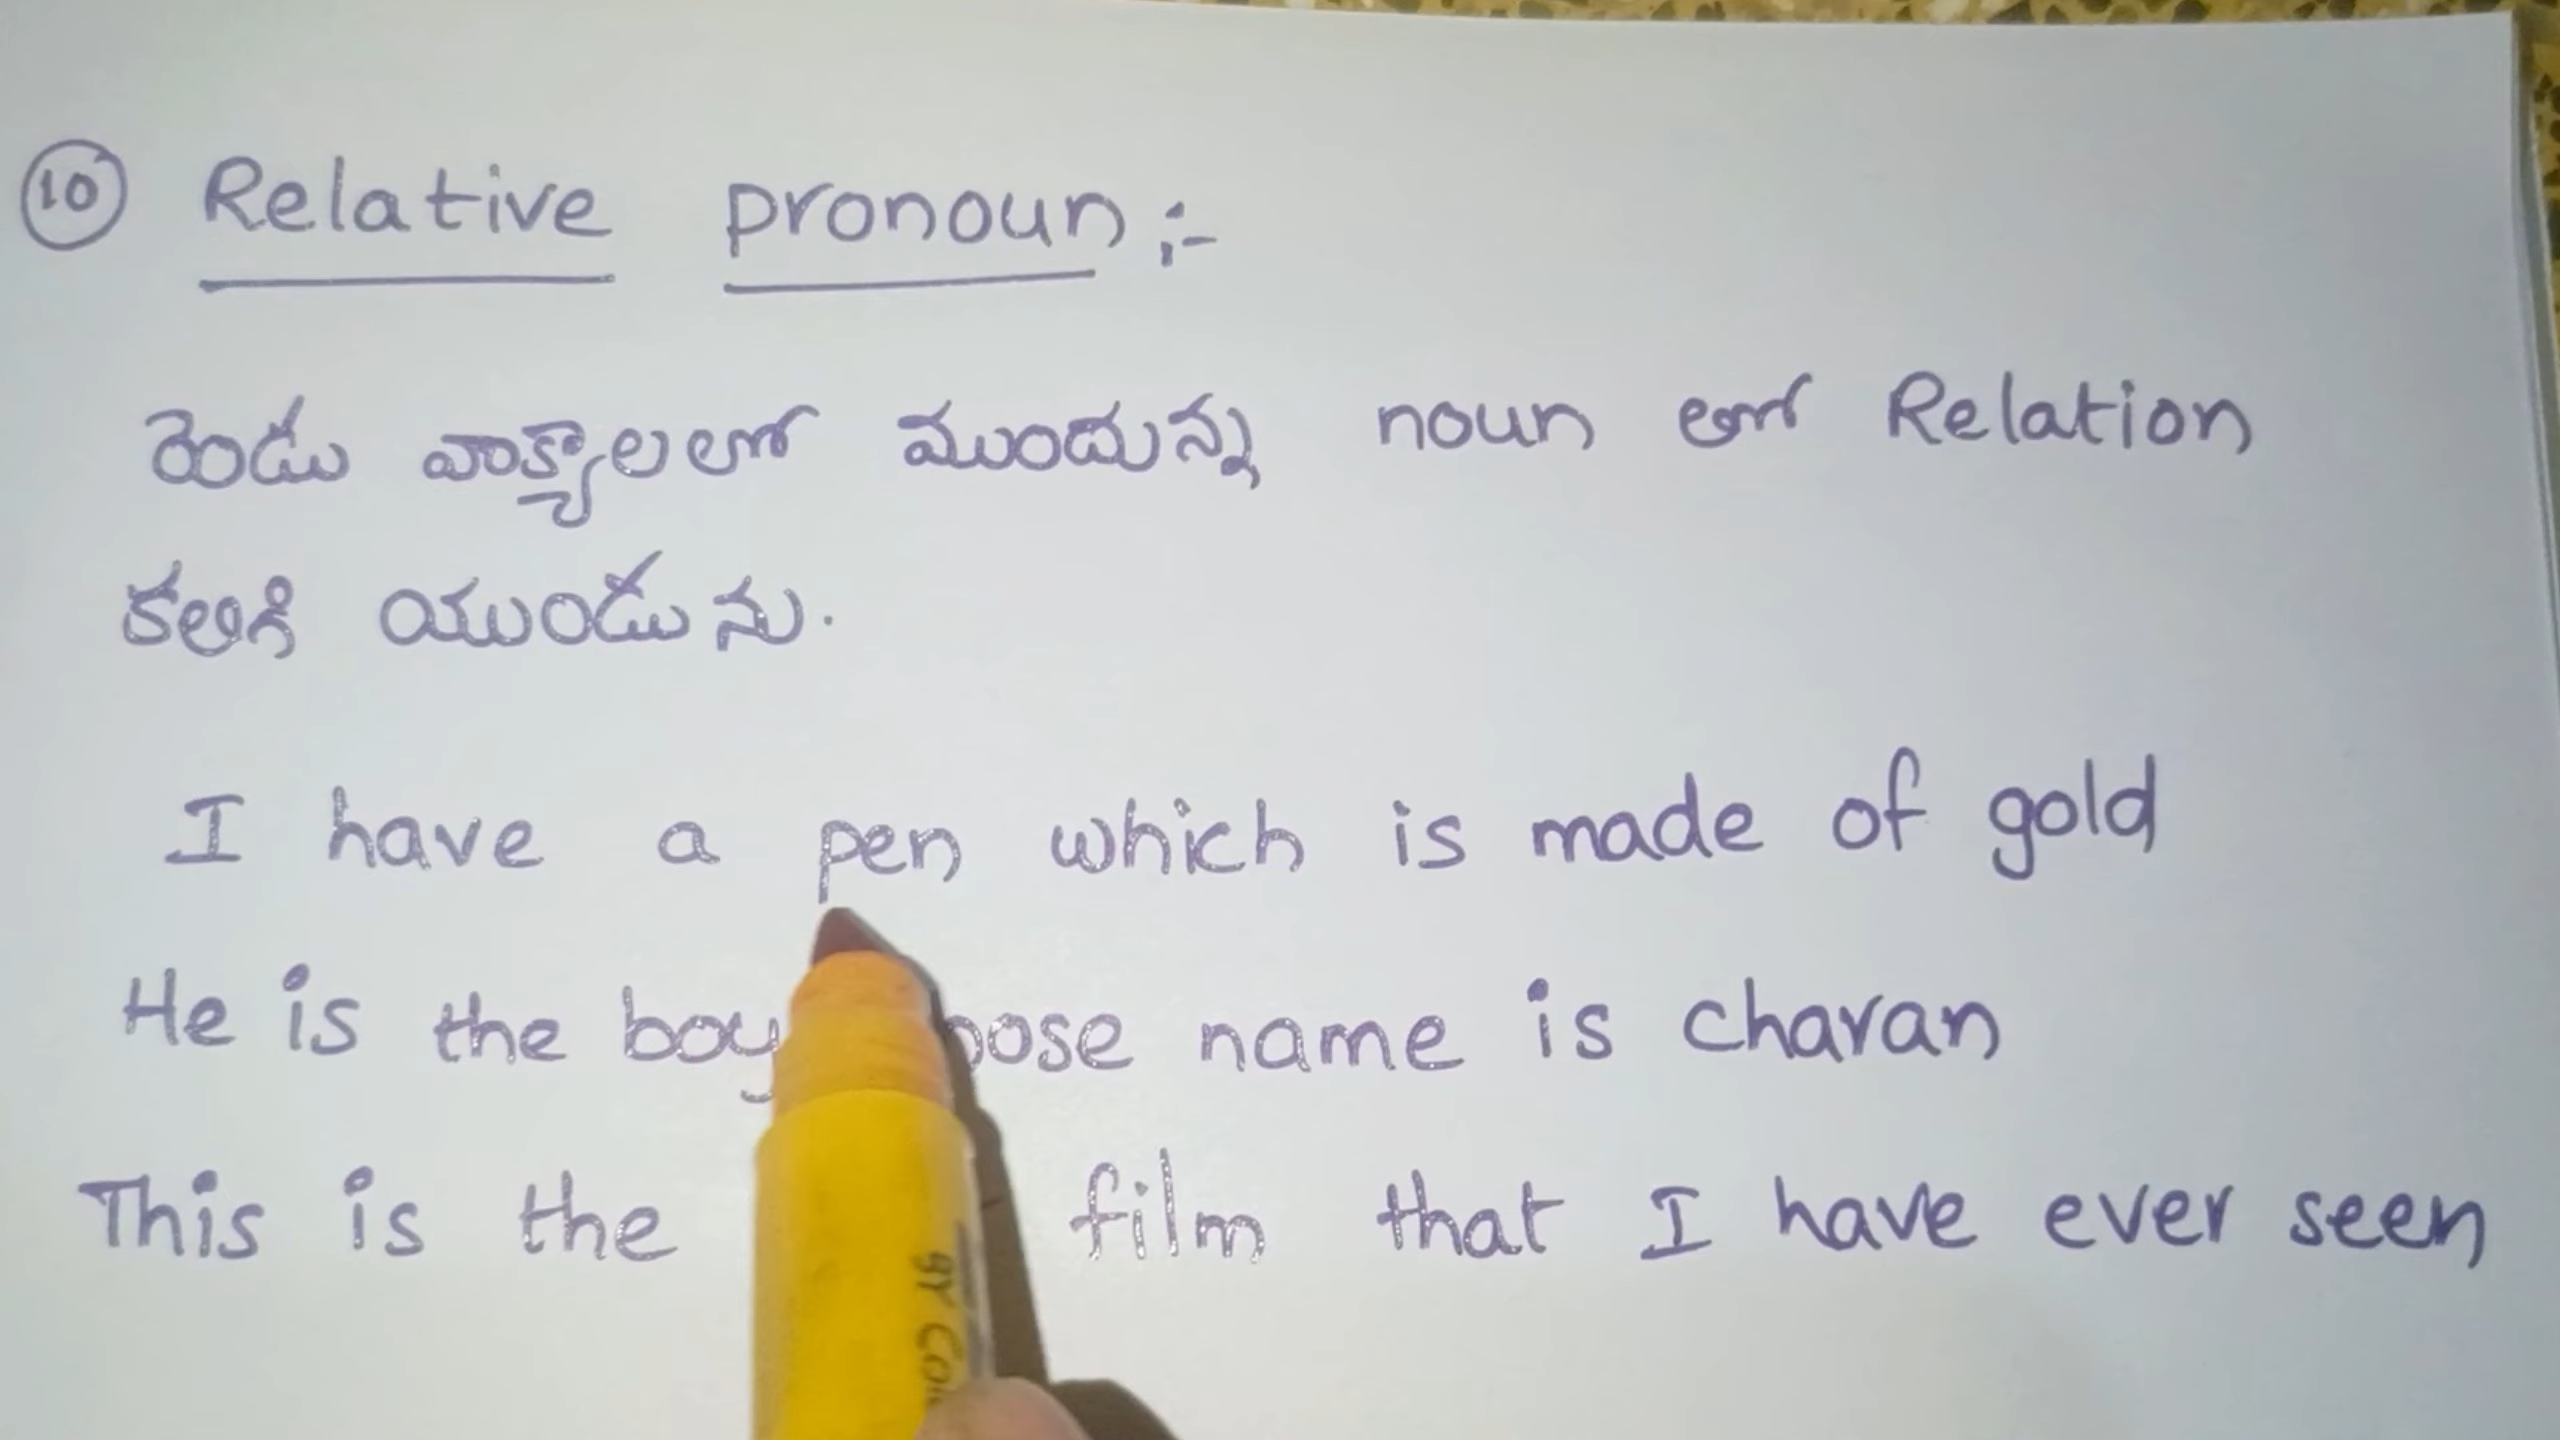 10 Relative pronoun :-
రెండు వాక్యాలలో ముందున్న noun తో Relation
కలిగి యుండును.
I have a pen which is made of gold
He is the boy name is charan
This is the film that I have ever seen